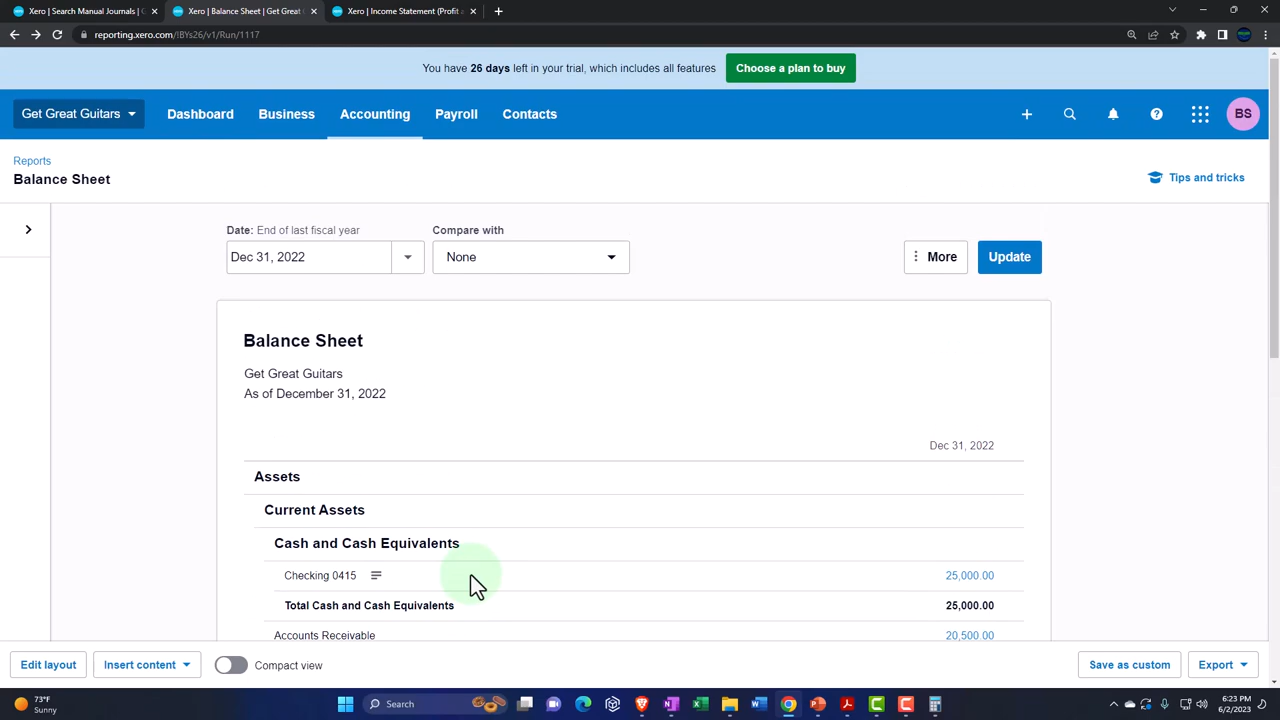 Xero | Search Manual Journals | G
Xero | Balance Sheet | Get Great G
Xero | Income Statement (Profit a
reporting.xero.com/!BYs26/v1/Run/1117
You have 26 days left in your trial, which includes all features
Choose a plan to buy
Get Great Guitars
Dashboard
Business
Accounting
Payroll
Contacts
BS
Reports
Balance Sheet
Tips and tricks
Date: End of last fiscal year
Compare with
Dec 31, 2022
None
More
Update
Balance Sheet
Get Great Guitars
As of December 31, 2022
Dec 31, 2022
Assets
Current Assets
Cash and Cash Equivalents
Checking 0415 25,000.00
Total Cash and Cash Equivalents 25,000.00
Accounts Receivable 20,500.00
Edit layout
Insert content
Compact view
Save as custom
Export
73°F
Sunny
Search
6:23 PM
6/2/2023